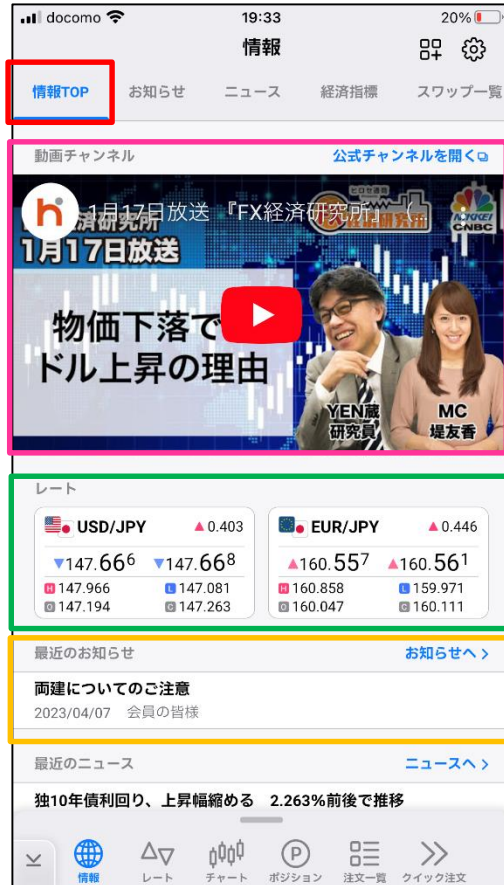 docomo 19:33 20%
情報
情報TOP お知らせ ニュース 経済指標 スワップ一覧
動画チャンネル 公式チャンネルを開く
h 1月17日放送 『FX経済研究所』 (...
NIKKEI CNBC
1月17日放送
物価下落で
ドル上昇の理由
YEN蔵 研究員
MC 堤友香
レート
USD/JPY ▲0.403 EUR/JPY ▲0.446
▼147.666 ▼147.668 ▲160.557 ▲160.561
H 147.966 L 147.081 H 160.858 L 159.971
O 147.194 C 147.263 O 160.047 C 160.111
最近のお知らせ お知らせへ >
両建についてのご注意
2023/04/07 会員の皆様
最近のニュース ニュースへ >
独10年債利回り、上昇幅縮める 2.263%前後で推移
情報 レート チャート P ポジション 注文一覧 クイック注文